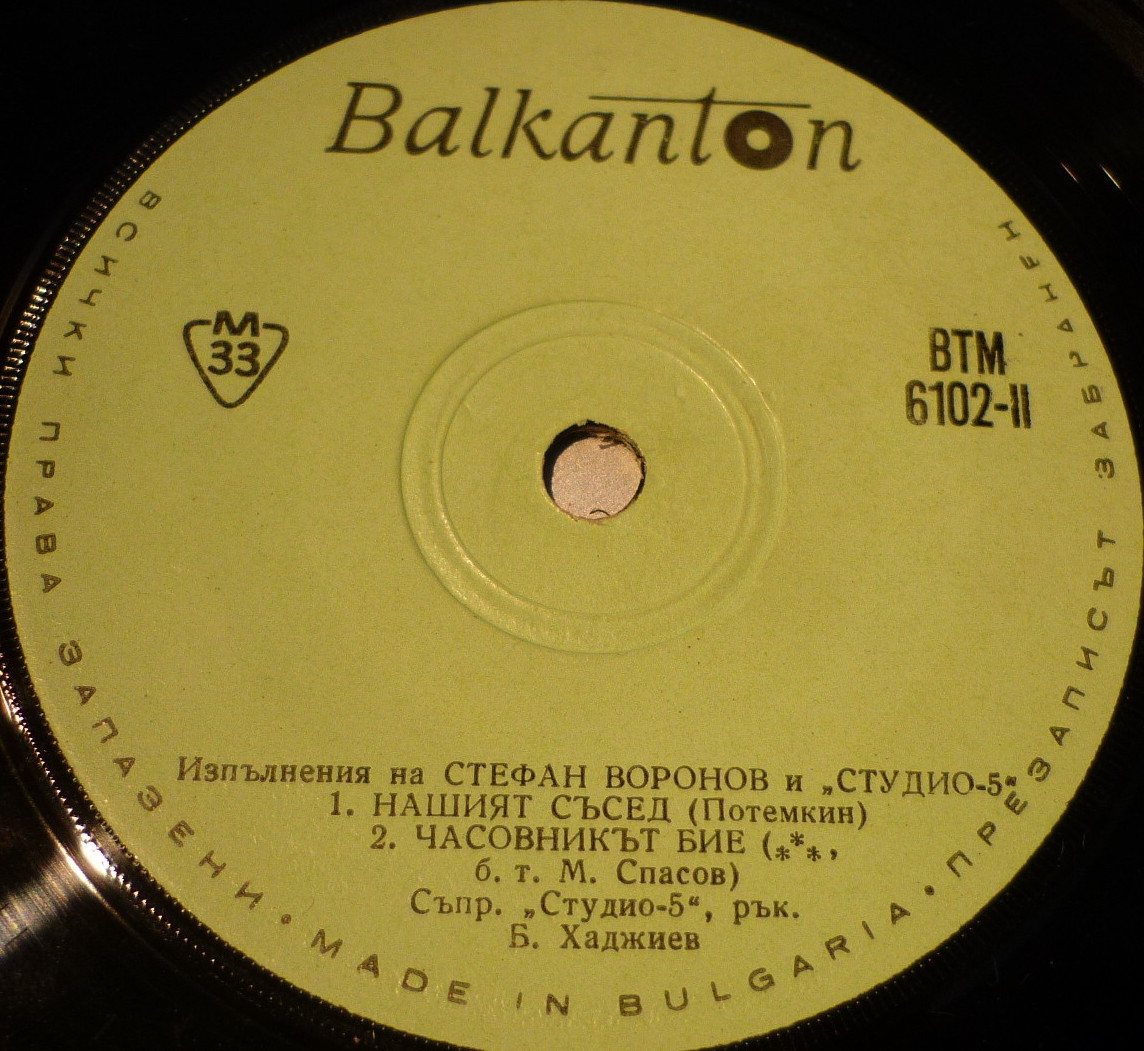 Balkanton
М
33
ВТМ
6102-II
Изпълнения на СТЕФАН ВОРОНОВ и „СТУДИО-5“
1. НАШИЯТ СЪСЕД (Потемкин)
2. ЧАСОВНИКЪТ БИЕ (***,
б. т. М. Спасов)
Съпр. „Студио-5“, рък.
Б. Хаджиев
ВСИЧКИ ПРАВА ЗАПАЗЕНИ • MADE IN BULGARIA • ПРЕЗАПИСЪТ ЗАБРАНЕН